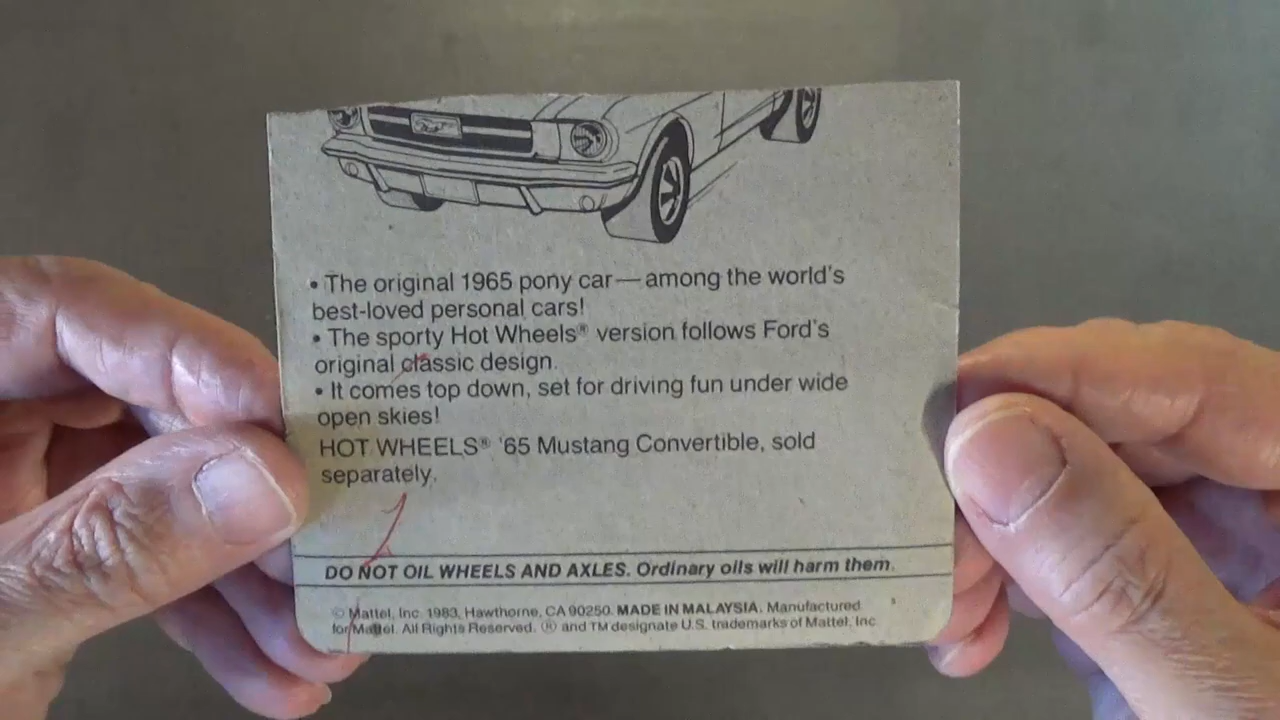 • The original 1965 pony car—among the world's
best-loved personal cars!
• The sporty Hot Wheels® version follows Ford's
original classic design.
• It comes top down, set for driving fun under wide
open skies!
HOT WHEELS® '65 Mustang Convertible, sold
separately.
DO NOT OIL WHEELS AND AXLES. Ordinary oils will harm them.
© Mattel, Inc. 1983, Hawthorne, CA 90250. MADE IN MALAYSIA. Manufactured
for Mattel. All Rights Reserved. ® and TM designate U.S. trademarks of Mattel, Inc.